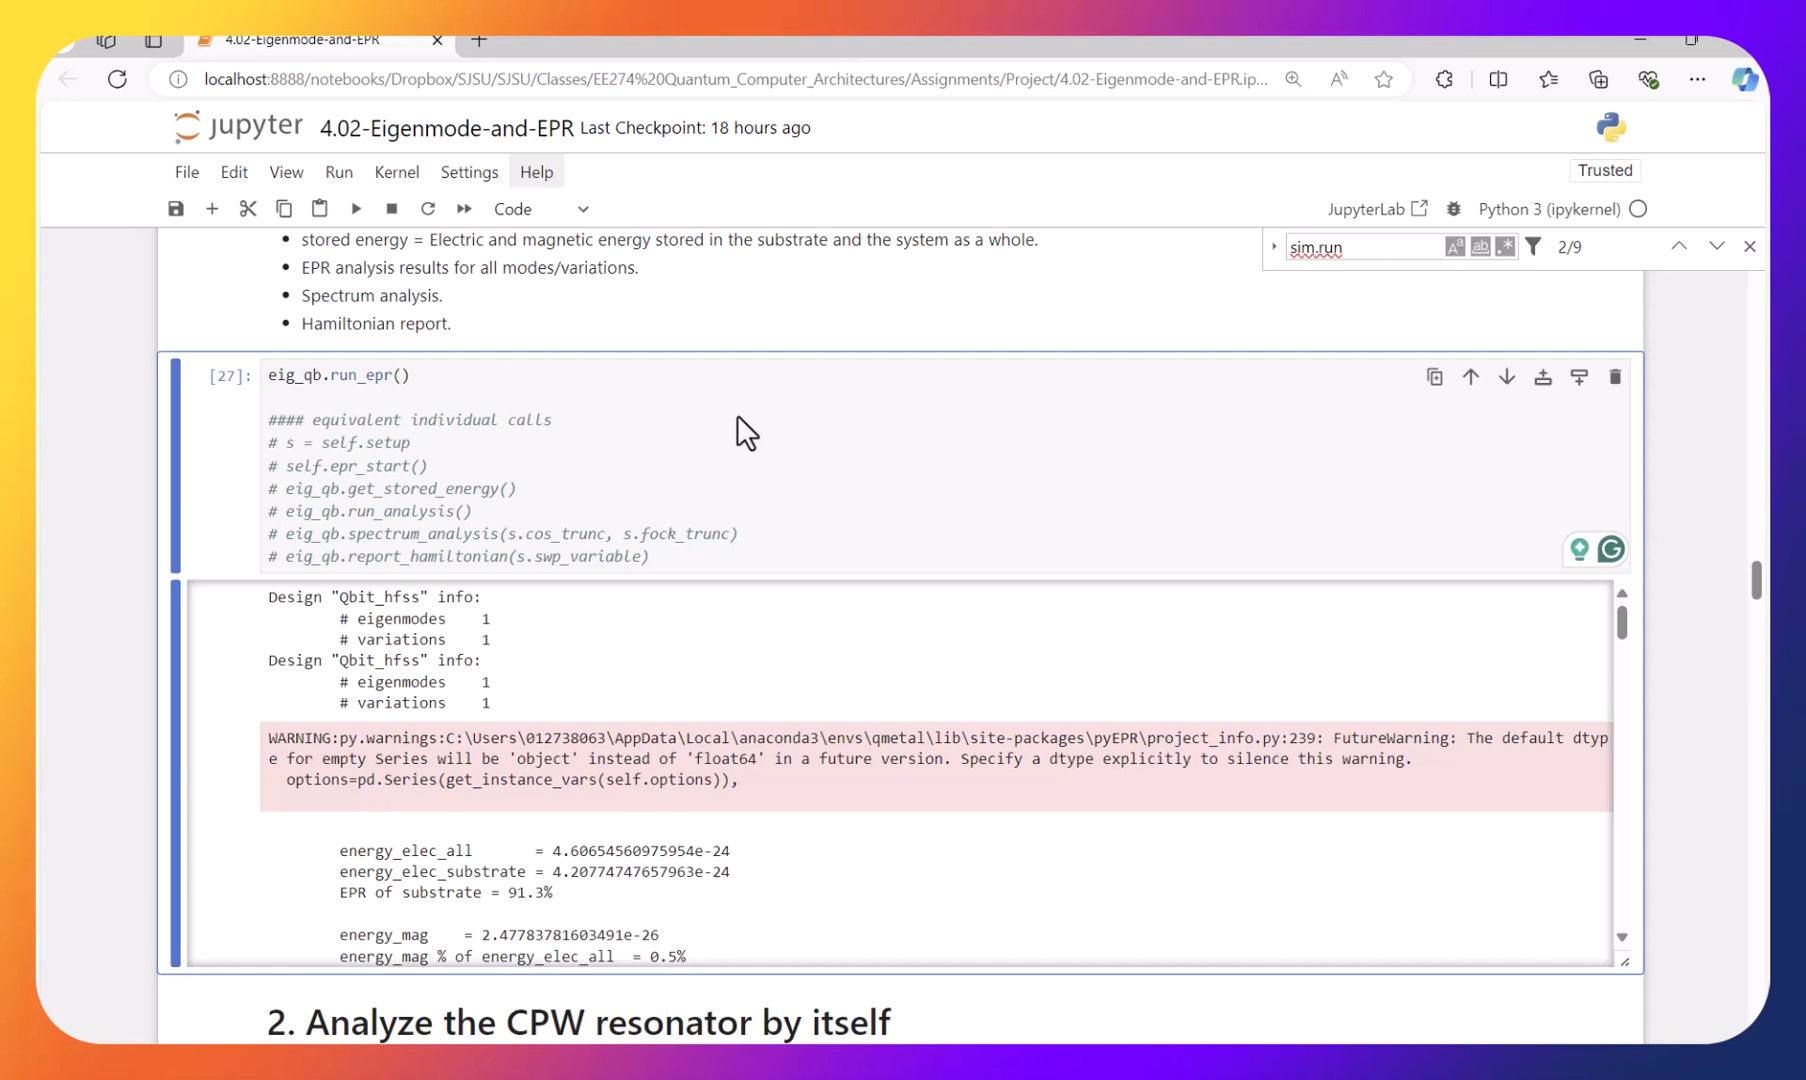 4.02-Eigenmode-and-EPR
localhost:8888/notebooks/Dropbox/SJSU/SJSU/Classes/EE274%20Quantum_Computer_Architectures/Assignments/Project/4.02-Eigenmode-and-EPR.ip...
jupyter 4.02-Eigenmode-and-EPR Last Checkpoint: 18 hours ago
File Edit View Run Kernel Settings Help
Trusted
Code
JupyterLab Python 3 (ipykernel)
sim.run 2/9
• stored energy = Electric and magnetic energy stored in the substrate and the system as a whole.
• EPR analysis results for all modes/variations.
• Spectrum analysis.
• Hamiltonian report.
[27]: eig_qb.run_epr()
#### equivalent individual calls
# s = self.setup
# self.epr_start()
# eig_qb.get_stored_energy()
# eig_qb.run_analysis()
# eig_qb.spectrum_analysis(s.cos_trunc, s.fock_trunc)
# eig_qb.report_hamiltonian(s.swp_variable)
Design "Qbit_hfss" info:
# eigenmodes 1
# variations 1
Design "Qbit_hfss" info:
# eigenmodes 1
# variations 1
WARNING:py.warnings:C:\Users\012738063\AppData\Local\anaconda3\envs\qmetal\lib\site-packages\pyEPR\project_info.py:239: FutureWarning: The default dtyp
e for empty Series will be 'object' instead of 'float64' in a future version. Specify a dtype explicitly to silence this warning.
options=pd.Series(get_instance_vars(self.options)),
energy_elec_all = 4.60654560975954e-24
energy_elec_substrate = 4.20774747657963e-24
EPR of substrate = 91.3%
energy_mag = 2.47783781603491e-26
energy_mag % of energy_elec_all = 0.5%
2. Analyze the CPW resonator by itself